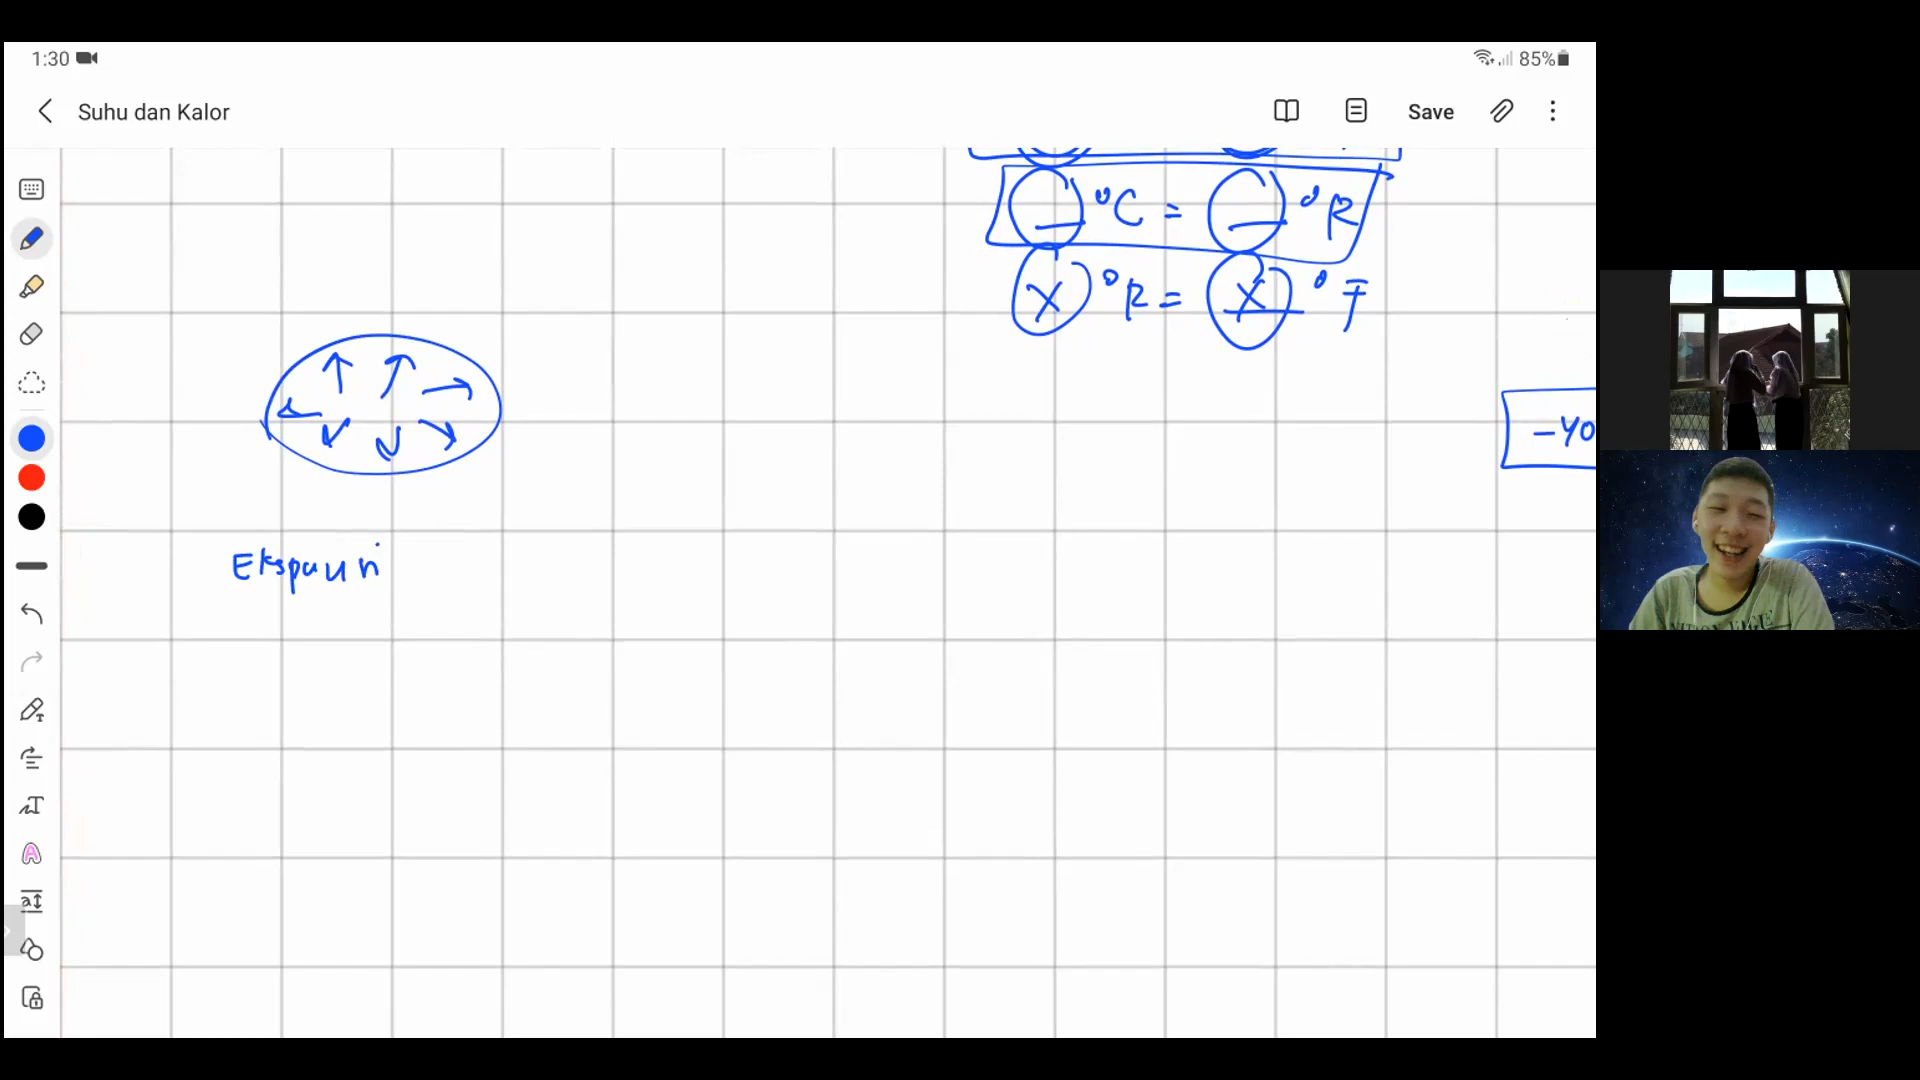 1:30
85%
Suhu dan Kalor
Save
_ °C = _ °R
X °R = X °F
-40
Ekspansi